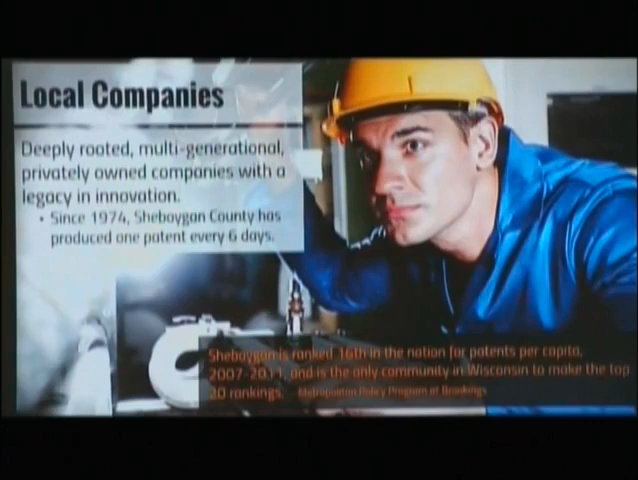 Local Companies
Deeply rooted, multi-generational,
privately owned companies with a
legacy in innovation.
• Since 1974, Sheboygan County has
produced one patent every 6 days.
Sheboygan is ranked 16th in the nation for patents per capita,
2007-2011, and is the only community in Wisconsin to make the top
20 rankings. Metropolitan Policy Program at Brookings